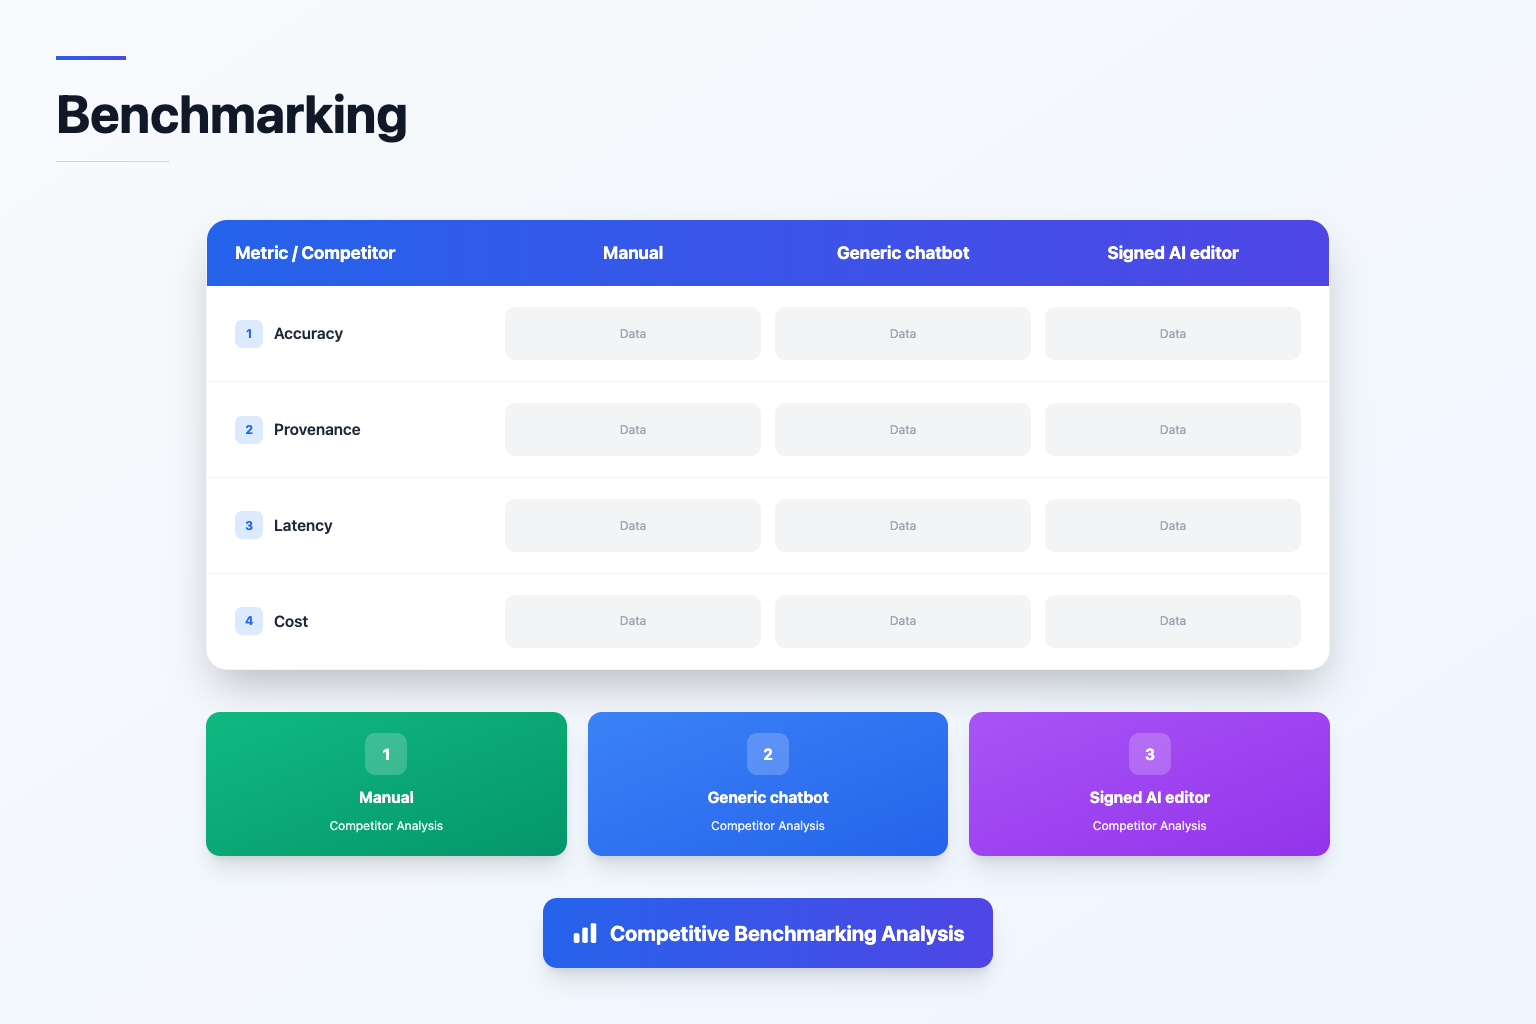 Benchmarking
Metric / Competitor Manual Generic chatbot Signed AI editor
1 Accuracy Data Data Data
2 Provenance Data Data Data
3 Latency Data Data Data
4 Cost Data Data Data
1
Manual
Competitor Analysis
2
Generic chatbot
Competitor Analysis
3
Signed AI editor
Competitor Analysis
Competitive Benchmarking Analysis